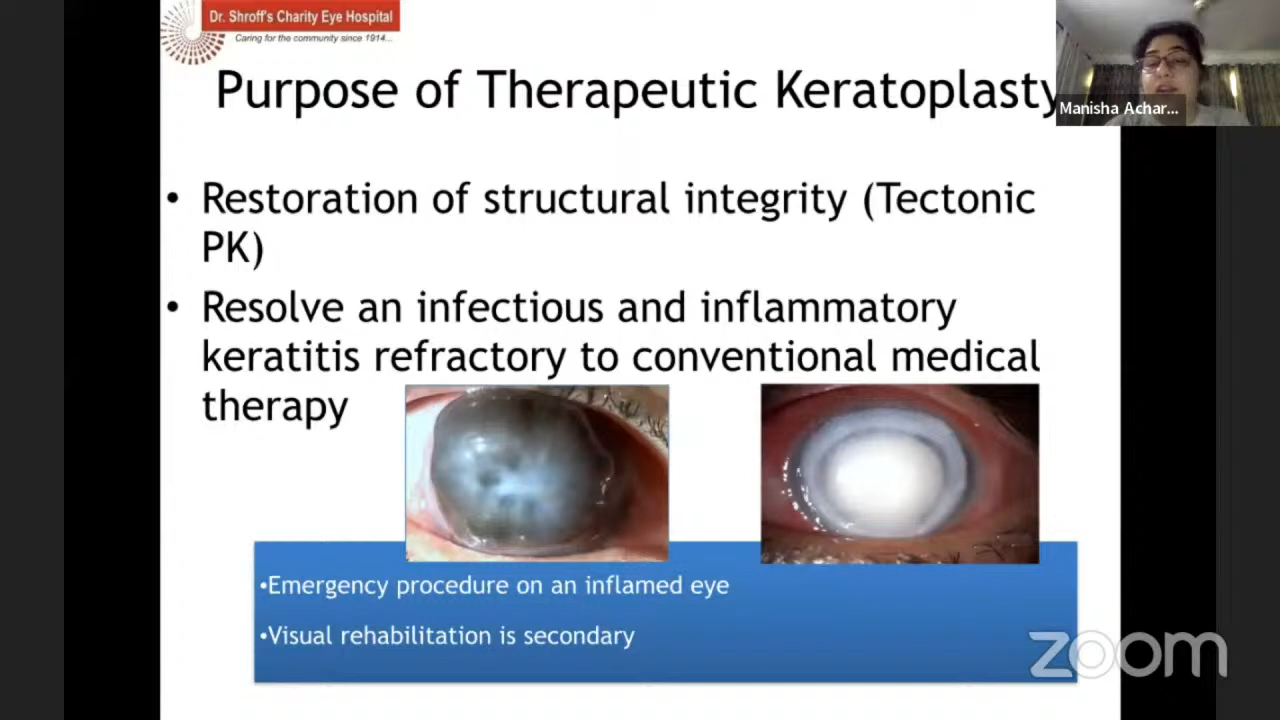 Dr. Shroff's Charity Eye Hospital
Caring for the community since 1914...
Purpose of Therapeutic Keratoplasty
Manisha Achar...
• Restoration of structural integrity (Tectonic
PK)
• Resolve an infectious and inflammatory
keratitis refractory to conventional medical
therapy
•Emergency procedure on an inflamed eye
•Visual rehabilitation is secondary
zoom